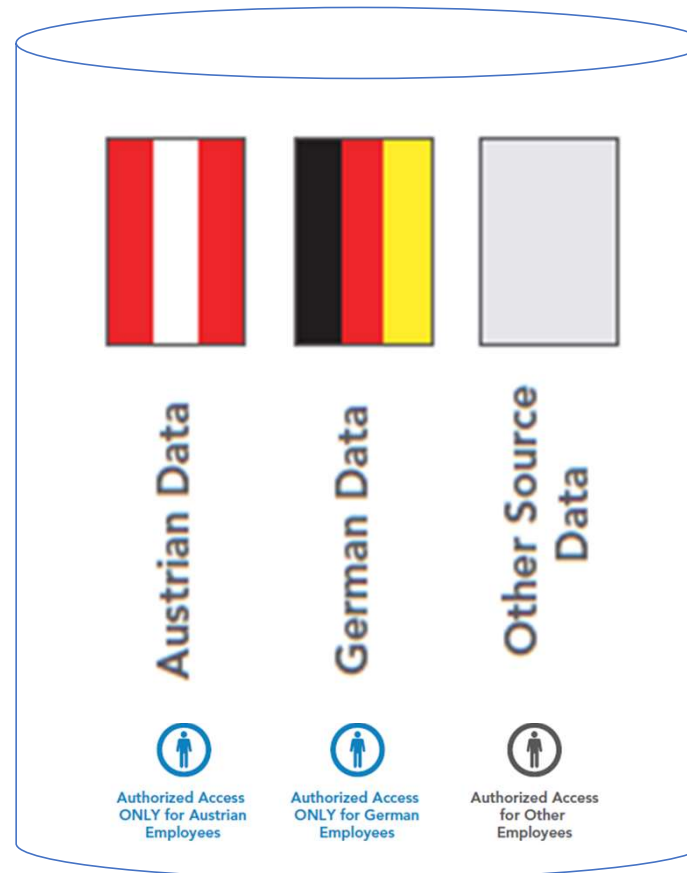 Austrian Data
German Data
Other Source
Data
Authorized Access
ONLY for Austrian
Employees
Authorized Access
ONLY for German
Employees
Authorized Access
for Other
Employees